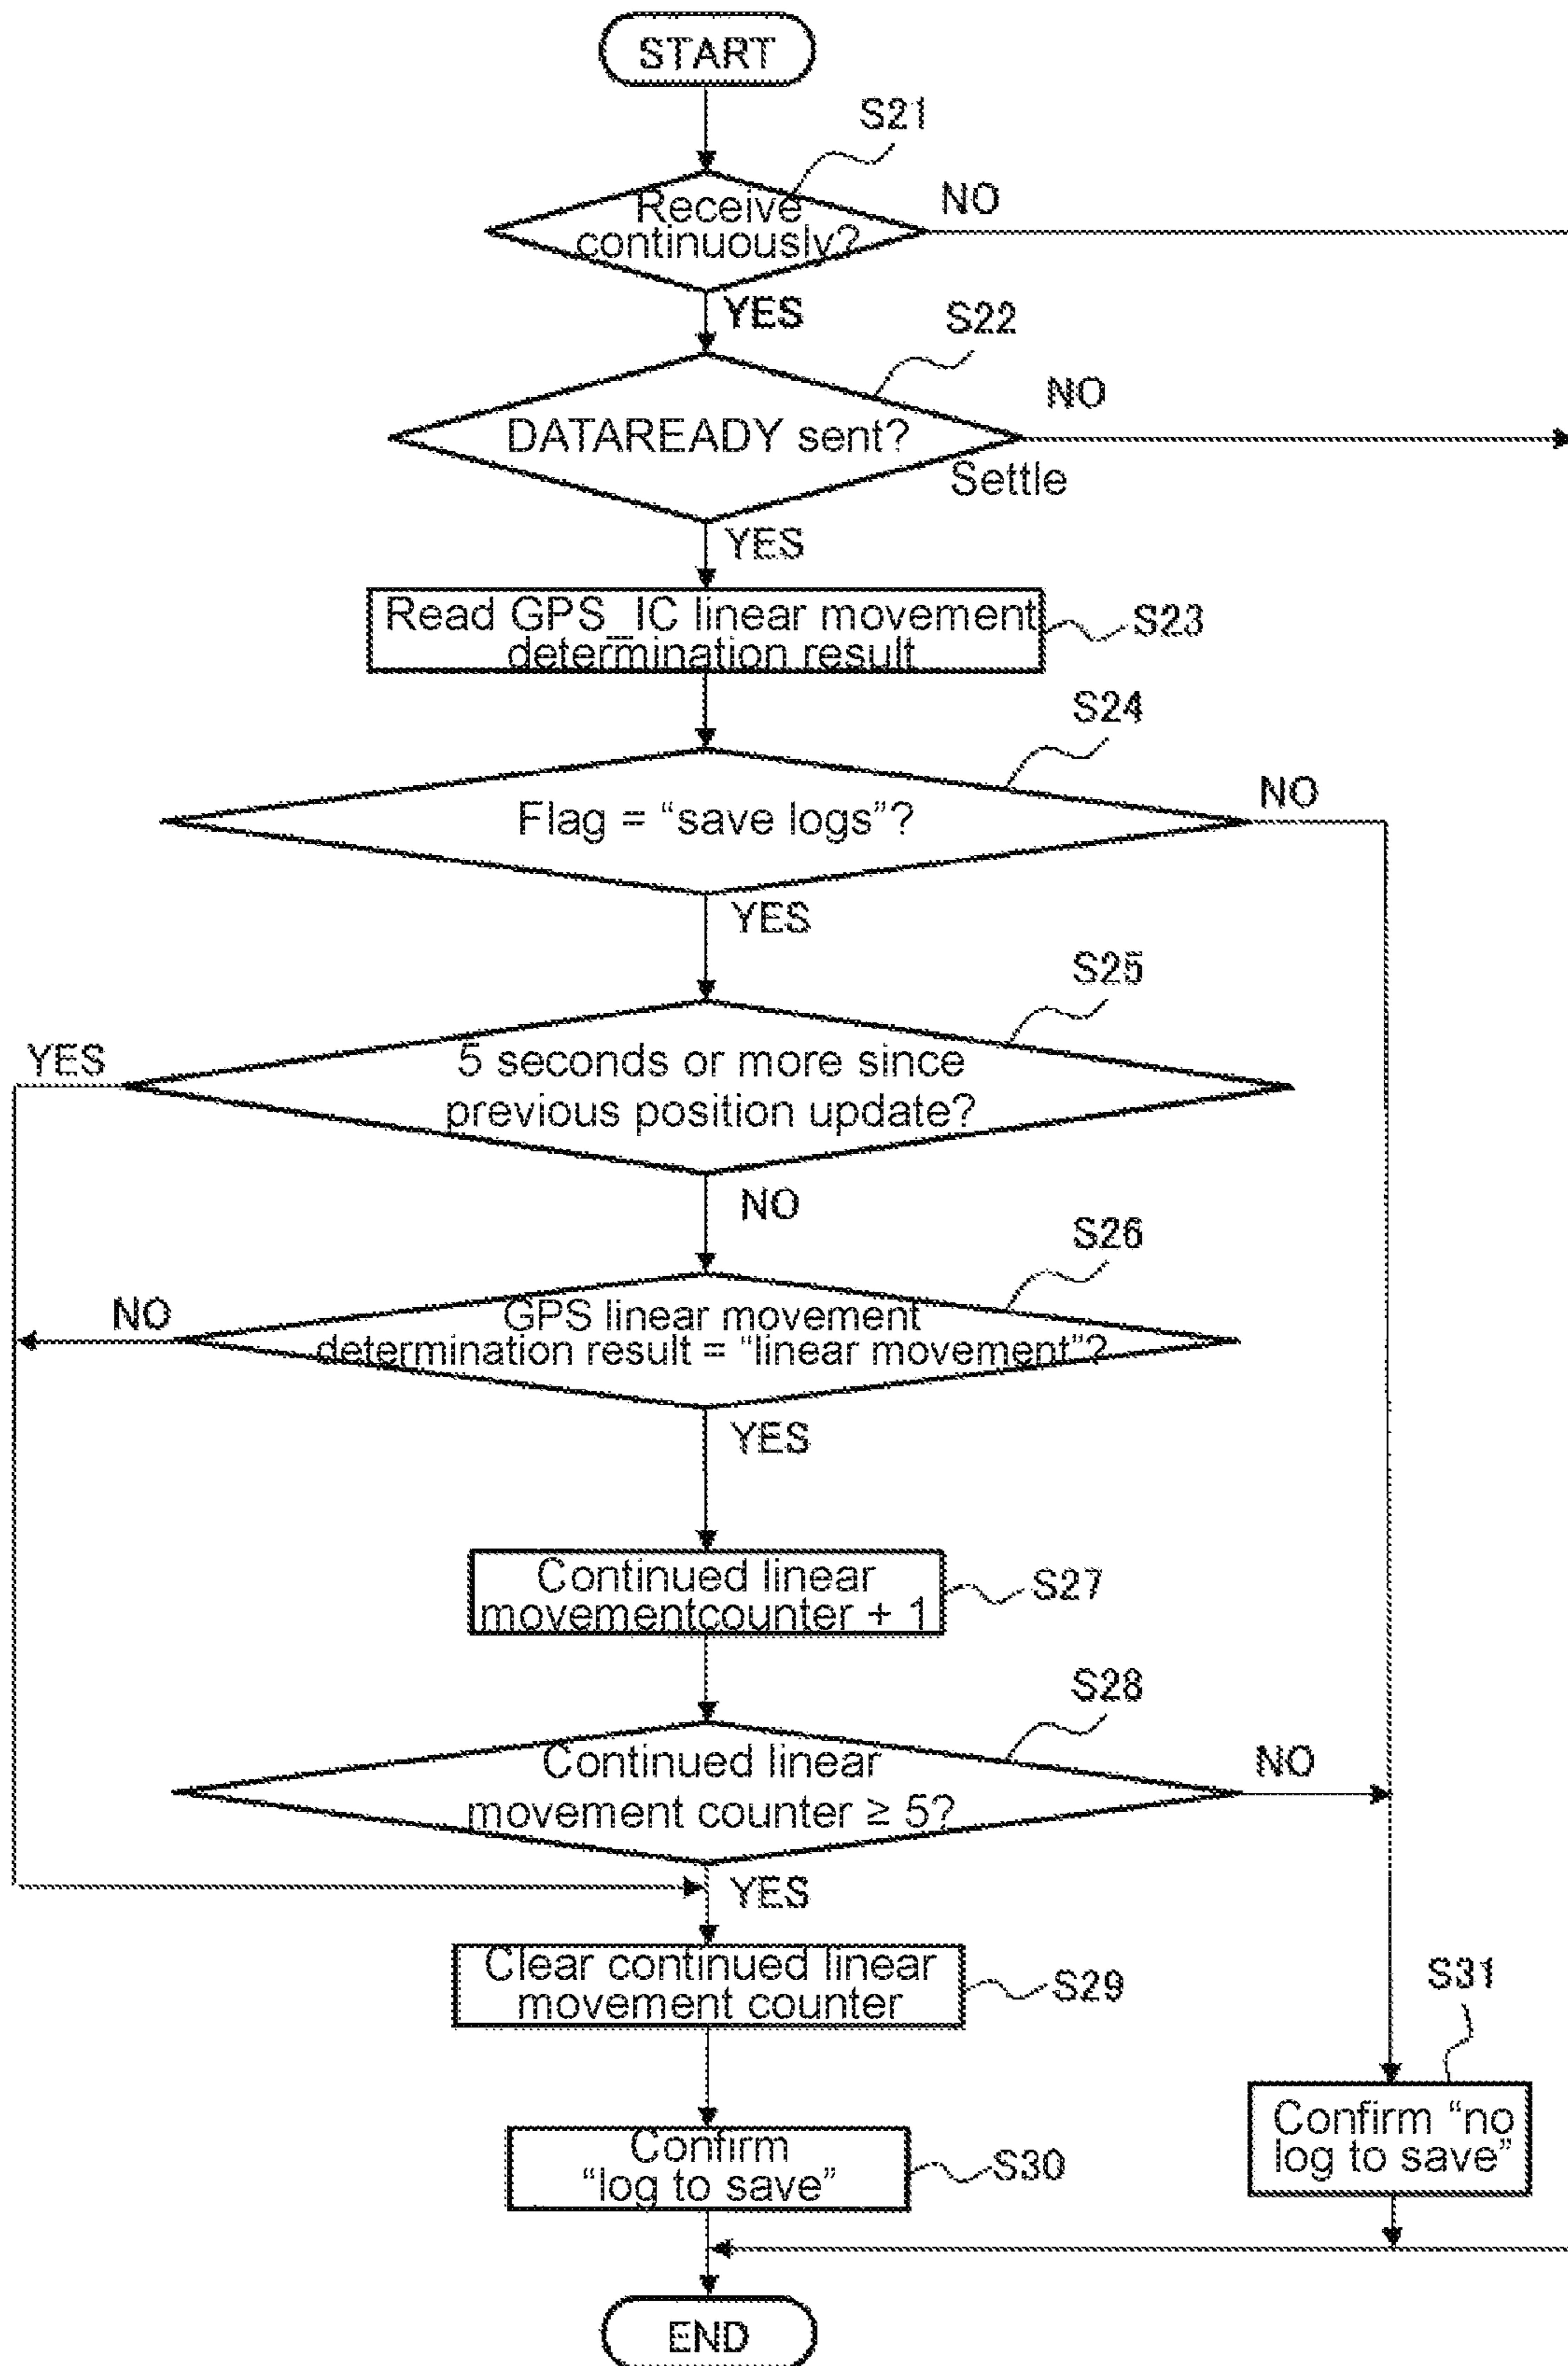 START
S21
Receive
continuously?
NO
YES
S22
DATAREADY sent?
NO
Settle
YES
Read GPS_IC linear movement
determination result
S23
S24
Flag = “save logs”?
NO
YES
S25
YES
5 seconds or more since
previous position update?
NO
S26
NO
GPS linear movement
determination result = “linear movement”?
YES
Continued linear
movementcounter + 1
S27
S28
Continued linear
movement counter ≥ 5?
NO
YES
Clear continued linear
movement counter
S29
S31
Confirm
“log to save”
S30
Confirm “no
log to save”
END